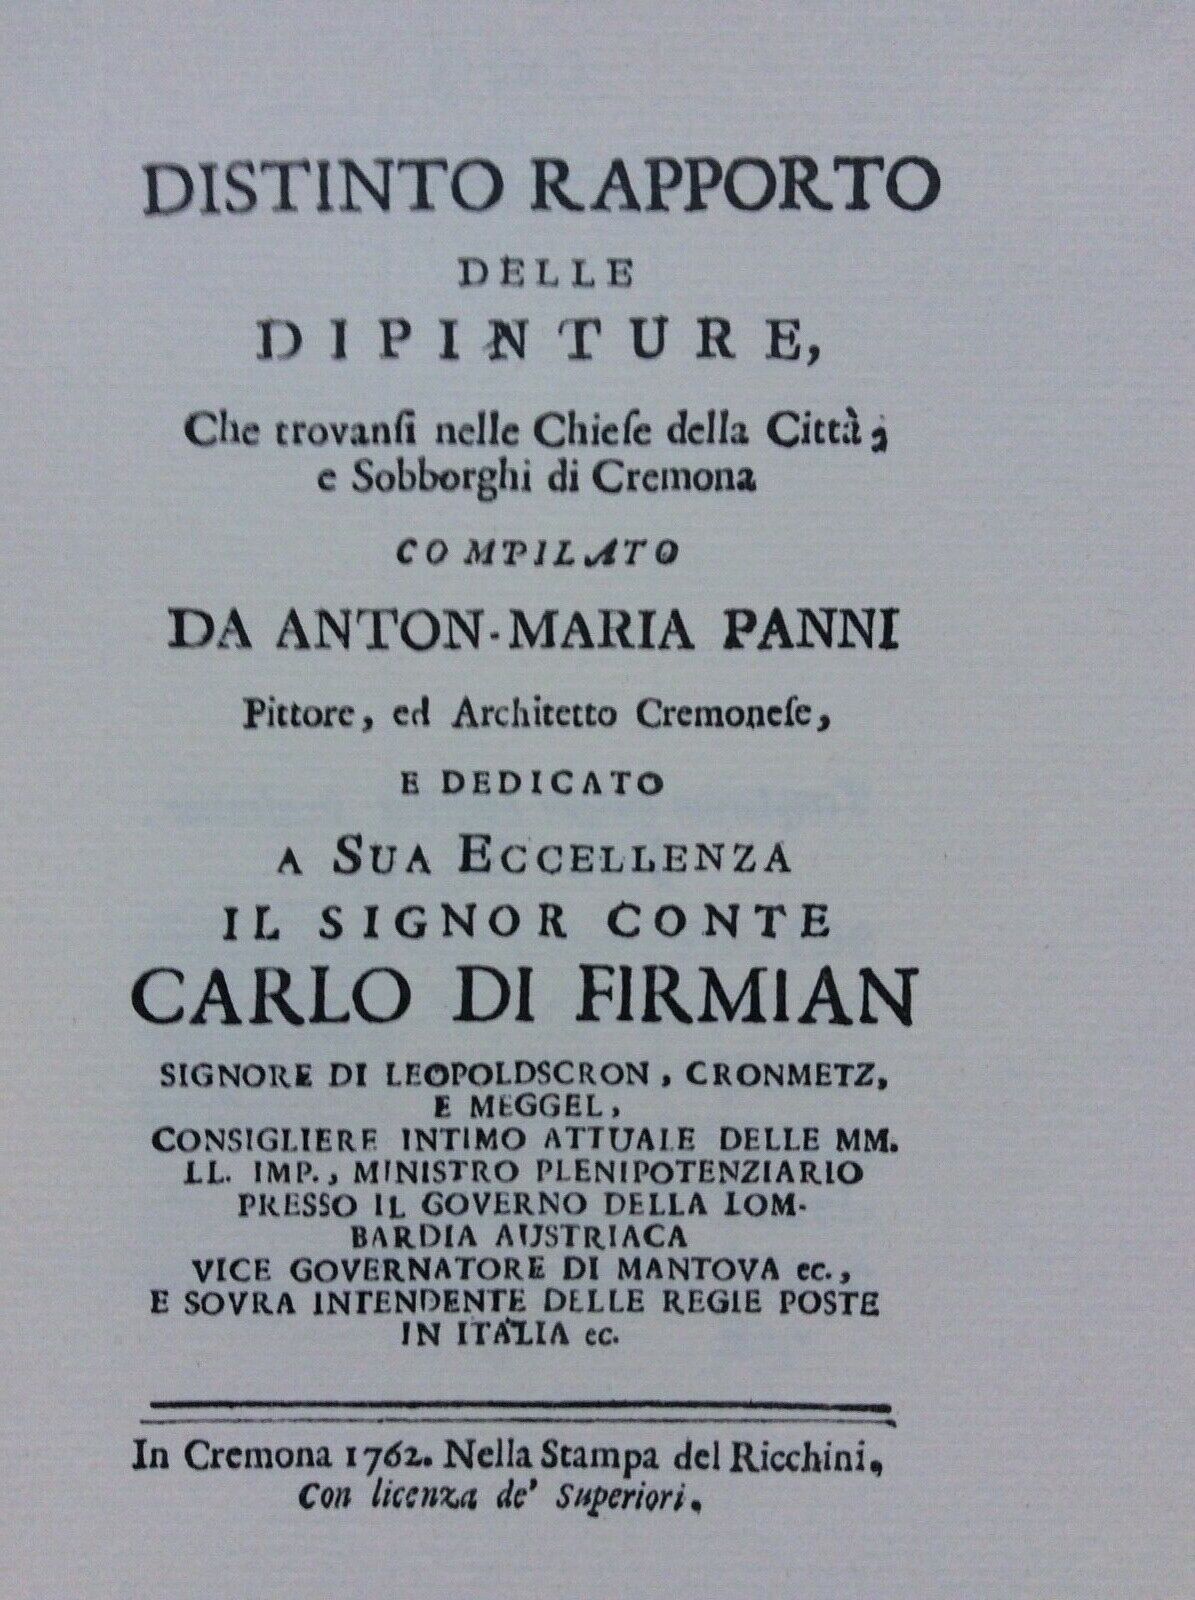 DISTINTO RAPPORTO
DELLE
DIPINTURE,
Che trovanſi nelle Chieſe della Città,
e Sobborghi di Cremona
COMPILATO
DA ANTON-MARIA PANNI
Pittore, ed Architetto Cremoneſe,
E DEDICATO
A SUA ECCELLENZA
IL SIGNOR CONTE
CARLO DI FIRMIAN
SIGNORE DI LEOPOLDSCRON, CRONMETZ,
E MEGGEL,
CONSIGLIERE INTIMO ATTUALE DELLE MM.
LL. IMP., MINISTRO PLENIPOTENZIARIO
PRESSO IL GOVERNO DELLA LOM-
BARDIA AUSTRIACA
VICE GOVERNATORE DI MANTOVA ec.,
E SOVRA INTENDENTE DELLE REGIE POSTE
IN ITALIA ec.
In Cremona 1762. Nella Stampa del Ricchini,
Con licenza de' Superiori.